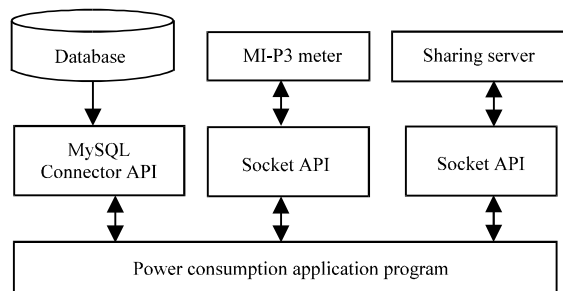 Database
MI-P3 meter
Sharing server
MySQL
Connector API
Socket API
Socket API
Power consumption application program